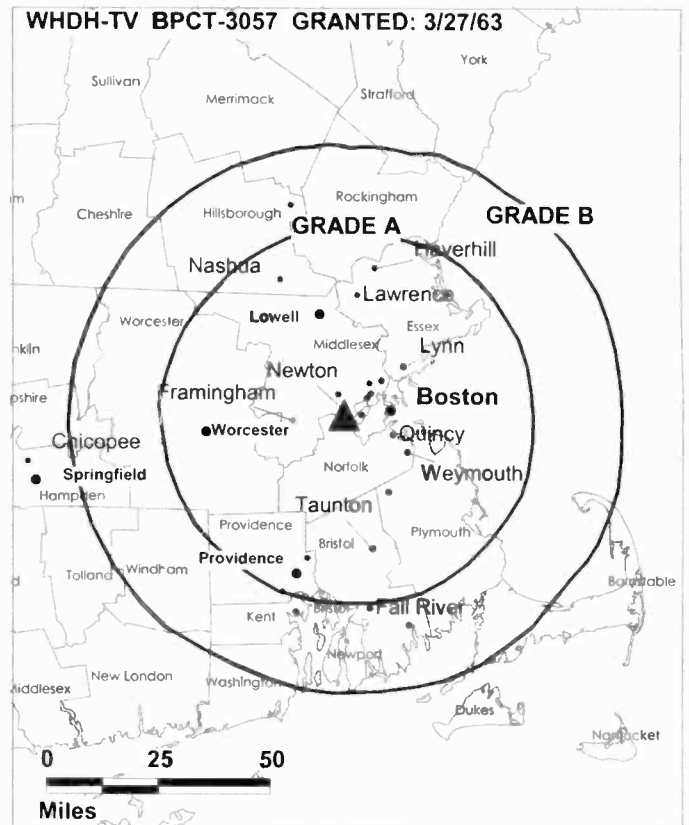 WHDH-TV BPCT-3057 GRANTED: 3/27/63
York
Sullivan
Merrimack
Strafford
Rockingham
Cheshire
Hillsborough
GRADE B
GRADE A
Haverhill
Nashua
Lawrence
Worcester
Lowell
Essex
Middlesex
Lynn
nklin
Newton
pshire
Framingham
Boston
Worcester
Quincy
Chicopee
Norfolk
Weymouth
Springfield
Hampden
Taunton
Providence
Plymouth
Bristol
Providence
Tolland
Windham
Barnstable
Bristol
Fall River
Kent
Newport
New London
Washington
Middlesex
Dukes
Nantucket
0 25 50
Miles